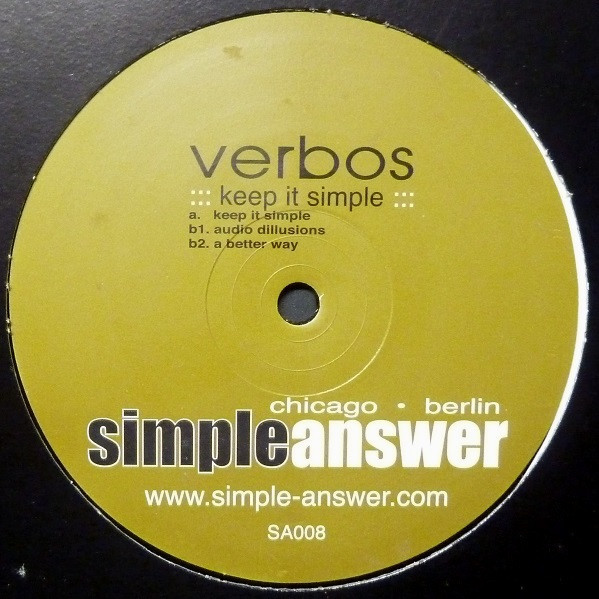 verbos
::: keep it simple :::
a. keep it simple
b1. audio dillusions
b2. a better way
chicago • berlin
simpleanswer
www.simple-answer.com
SA008